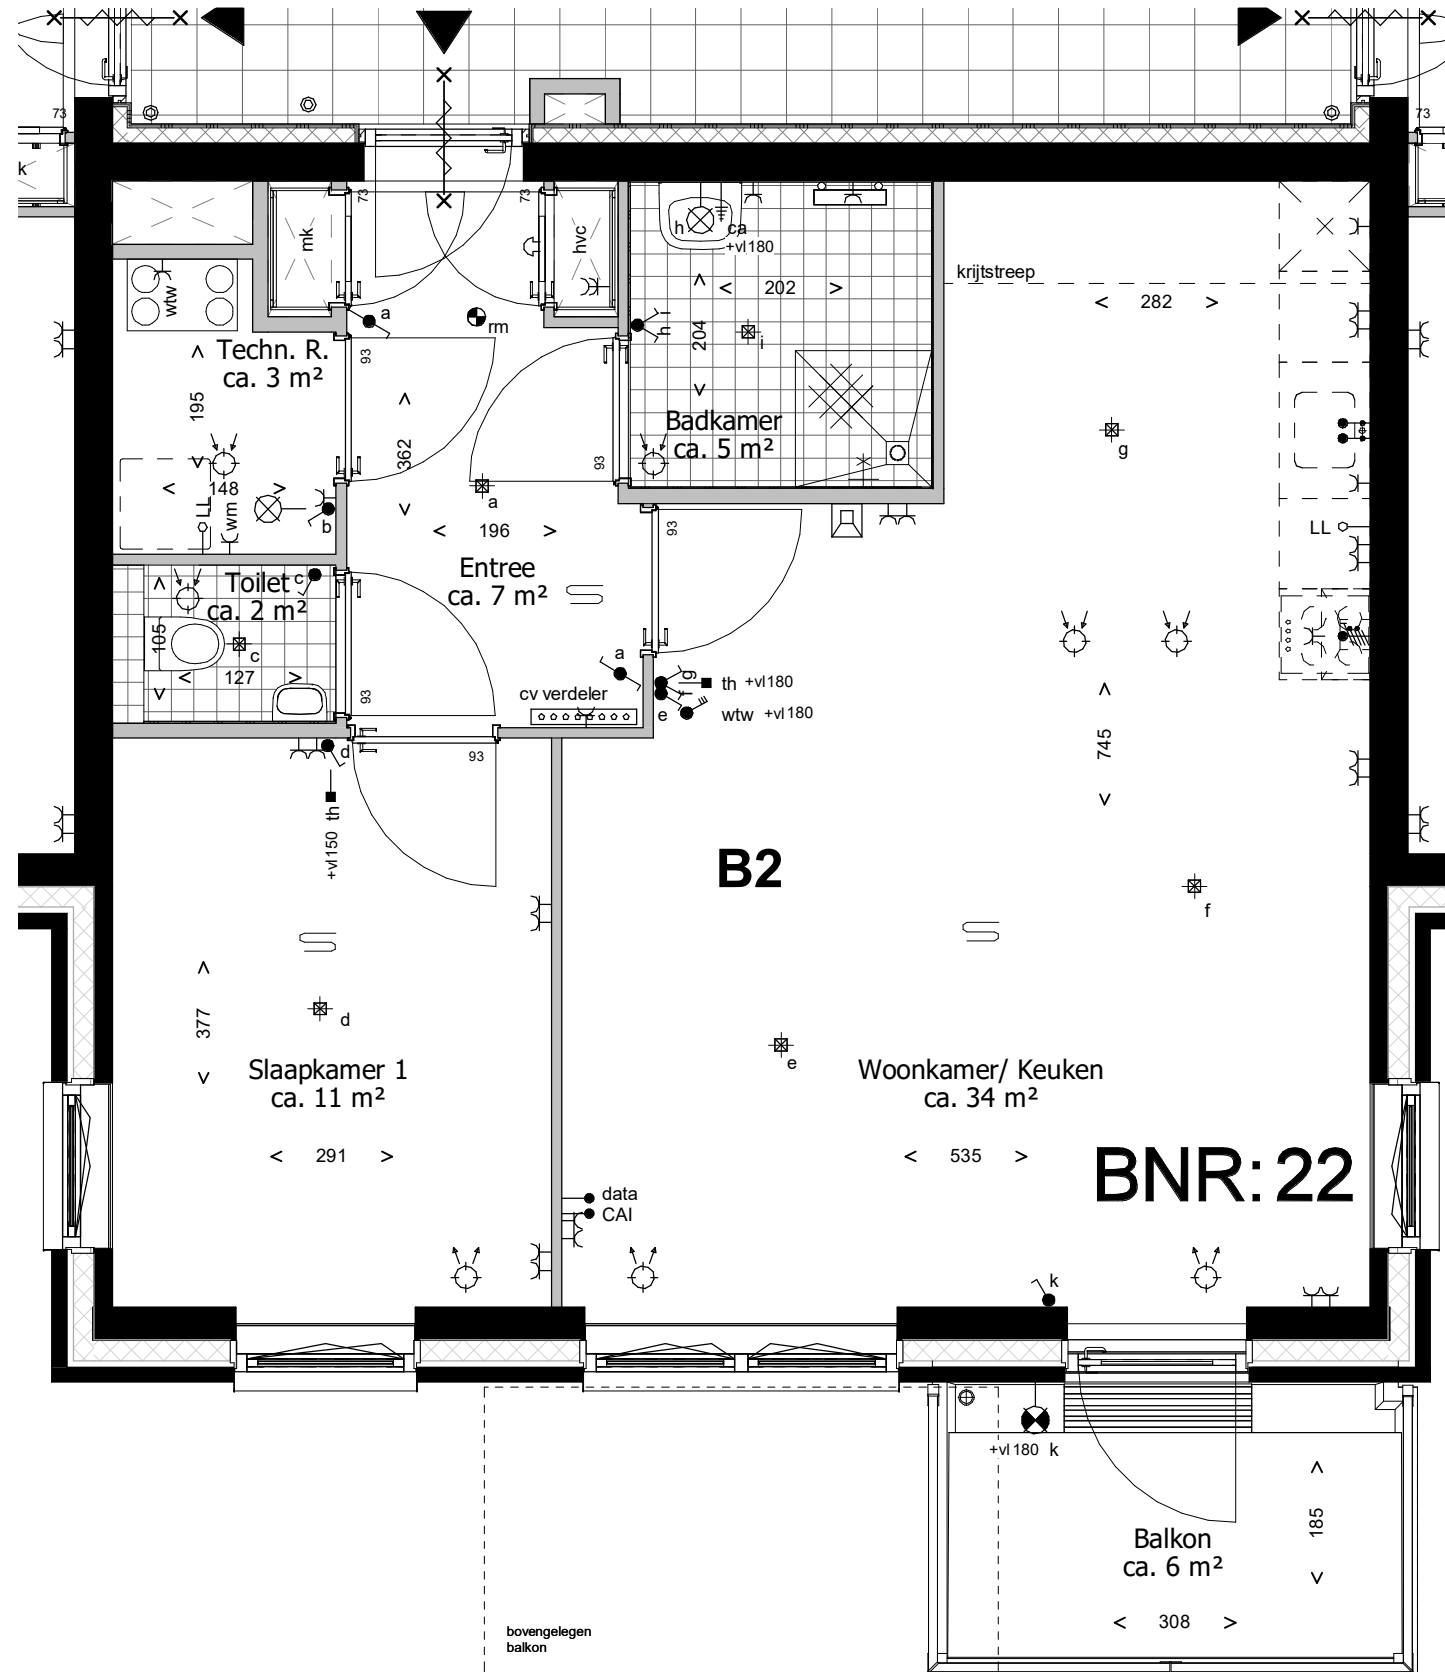 73
73
k
73
73
mk
hvc
h
ca
+vl180
wtw
a
rm
h i
202
204
i
krijtstreep
282
Techn. R.
ca. 3 m²
93
195
362
Badkamer
ca. 5 m²
93
g
148
LL
wm
b
a
196
93
LL
Entree
ca. 7 m²
Toilet
c
ca. 2 m²
105
c
127
93
a
cv verdeler
g
f
th +vl180
e
wtw +vl180
d
93
th
+vl150
745
B2
f
d
377
e
Slaapkamer 1
ca. 11 m²
Woonkamer/ Keuken
ca. 34 m²
291
535
BNR: 22
data
CAI
k
+vl180 k
185
Balkon
ca. 6 m²
308
bovengelegen
balkon